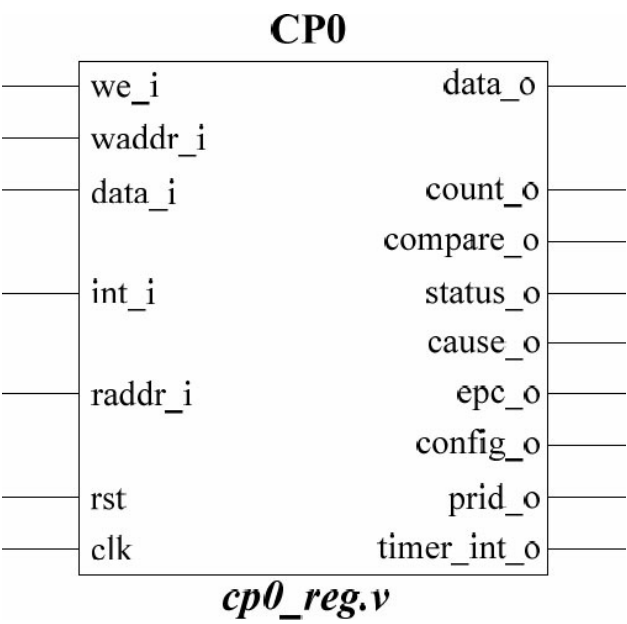 CP0
we_i data_o
waddr_i
data_i count_o
compare_o
int_i status_o
cause_o
raddr_i epc_o
config_o
rst prid_o
clk timer_int_o
cp0_reg.v